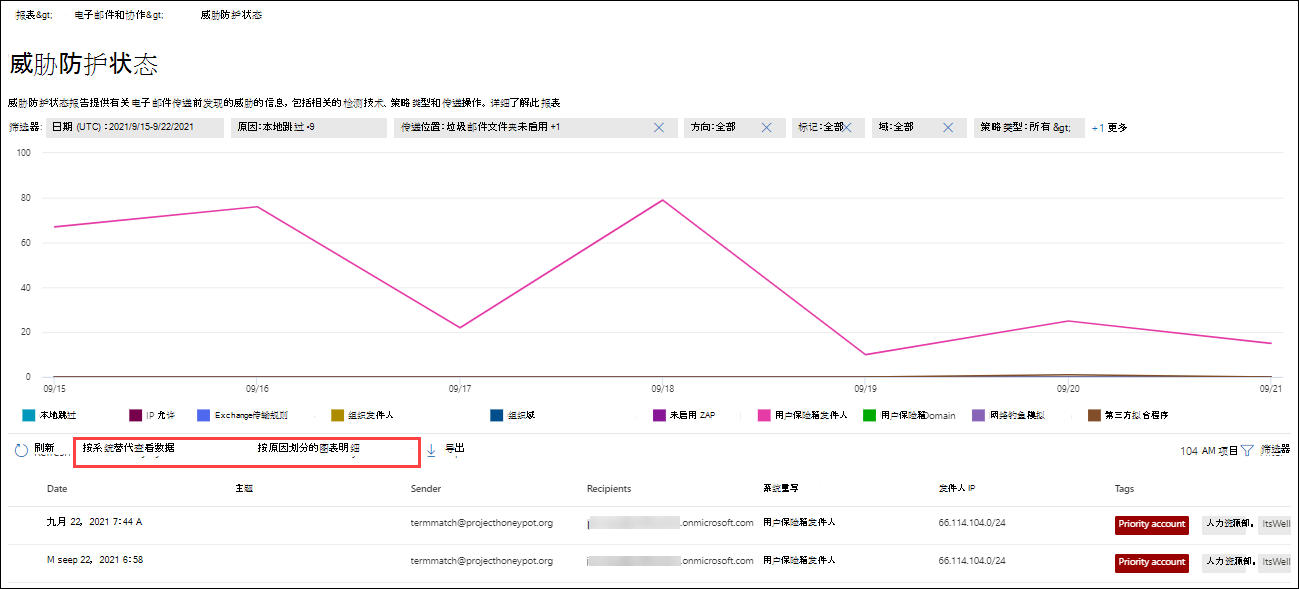 报表&gt; 电子邮件和协作&gt; 威胁防护状态
威胁防护状态
威胁防护状态报告提供有关电子邮件传递前发现的威胁的信息，包括相关的检测技术、策略类型和传递操作。详细了解此报表
筛选器: 日期 (UTC) :2021/9/15-9/22/2021 原因:本地跳过 +9 传递位置:垃圾邮件文件夹未启用 +1 方向:全部 标记:全部 域:全部 策略类型:所有 &gt; +1 更多
100
80
60
40
20
0
09/15 09/16 09/17 09/18 09/19 09/20 09/21
本地跳过 IP 允许 Exchange传输规则 组织发件人 组织域 未启用 ZAP 用户保险箱发件人 用户保险箱Domain 网络钓鱼模拟 第三方拟合程序
刷新 按系统替代查看数据 按原因划分的图表明细 导出 104 AM 项目 筛选器
Date 主题 Sender Recipients 系统重写 发件人 IP Tags
九月 22，2021 7:44 A termmatch@projecthoneypot.org .onmicrosoft.com 用户保险箱发件人 66.114.104.0/24 Priority account 人力资源部。 ItsWell
M seep 22，2021 6:58 termmatch@projecthoneypot.org .onmicrosoft.com 用户保险箱发件人 66.114.104.0/24 Priority account 人力资源部。 ItsWell